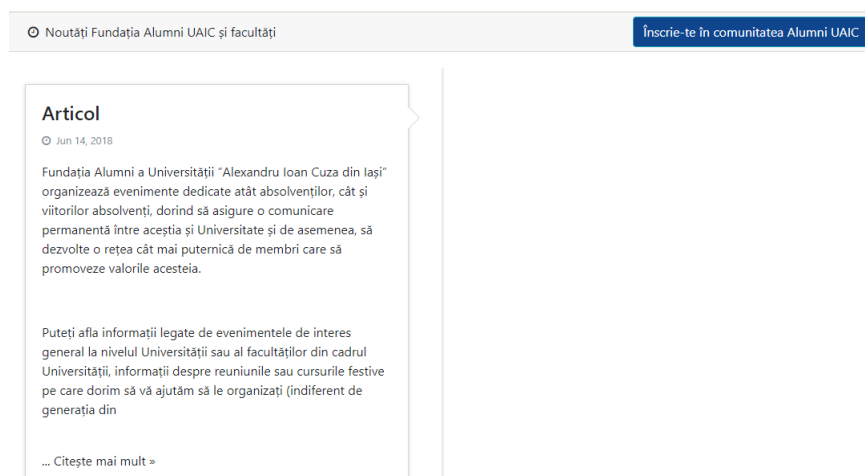 Noutăți Fundația Alumni UAIC și facultăți
Înscrie-te în comunitatea Alumni UAIC
Articol
Jun 14, 2018
Fundația Alumni a Universității “Alexandru Ioan Cuza din Iași”
organizează evenimente dedicate atât absolvenților, cât și
viitorilor absolvenți, dorind să asigure o comunicare
permanentă între aceștia și Universitate și de asemenea, să
dezvolte o rețea cât mai puternică de membri care să
promoveze valorile acesteia.
Puteți afla informații legate de evenimentele de interes
general la nivelul Universității sau al facultăților din cadrul
Universității, informații despre reuniunile sau cursurile festive
pe care dorim să vă ajutăm să le organizați (indiferent de
generația din
... Citește mai mult »